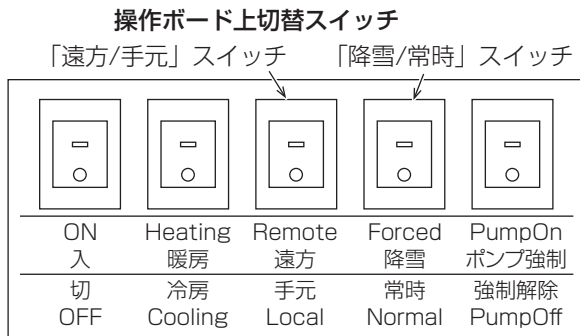 操作ボード上切替スイッチ
「遠方/手元」スイッチ 「降雪/常時」スイッチ
ON Heating Remote Forced PumpOn
入 暖房 遠方 降雪 ポンプ強制
切 冷房 手元 常時 強制解除
OFF Cooling Local Normal PumpOff